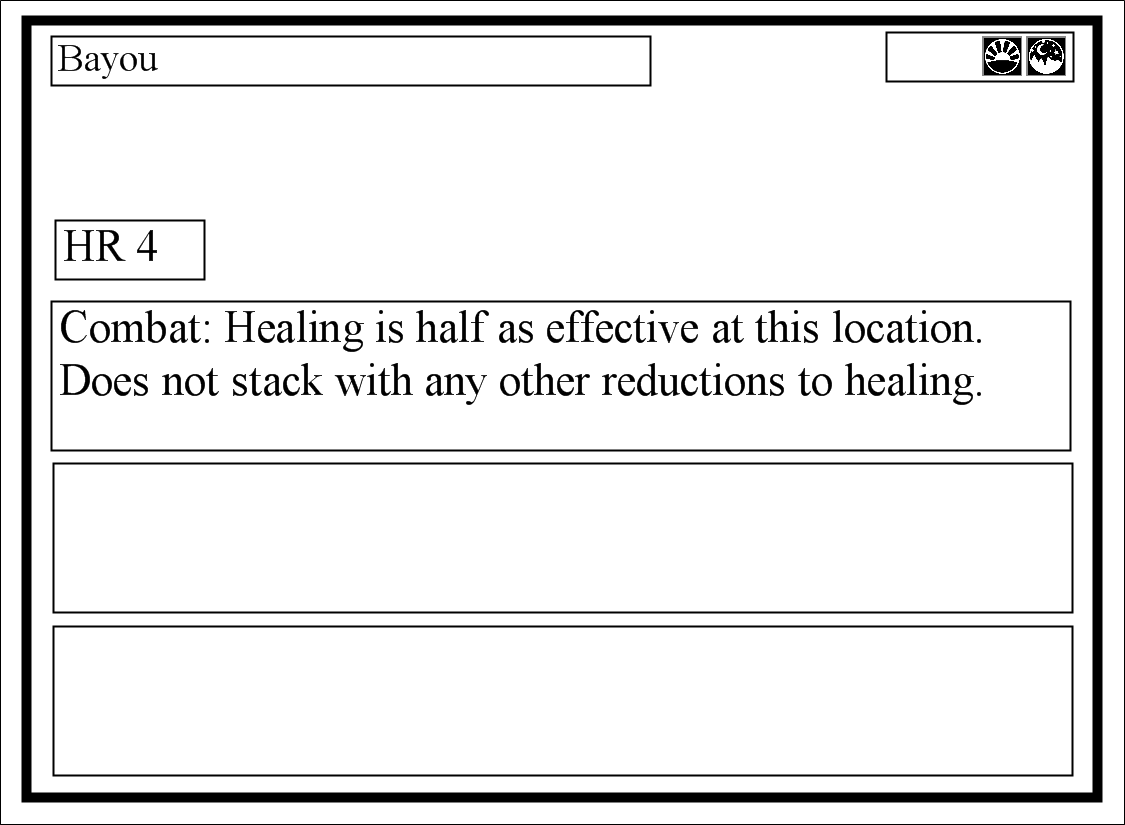 Bayou
HR 4
Combat: Healing is half as effective at this location.
Does not stack with any other reductions to healing.